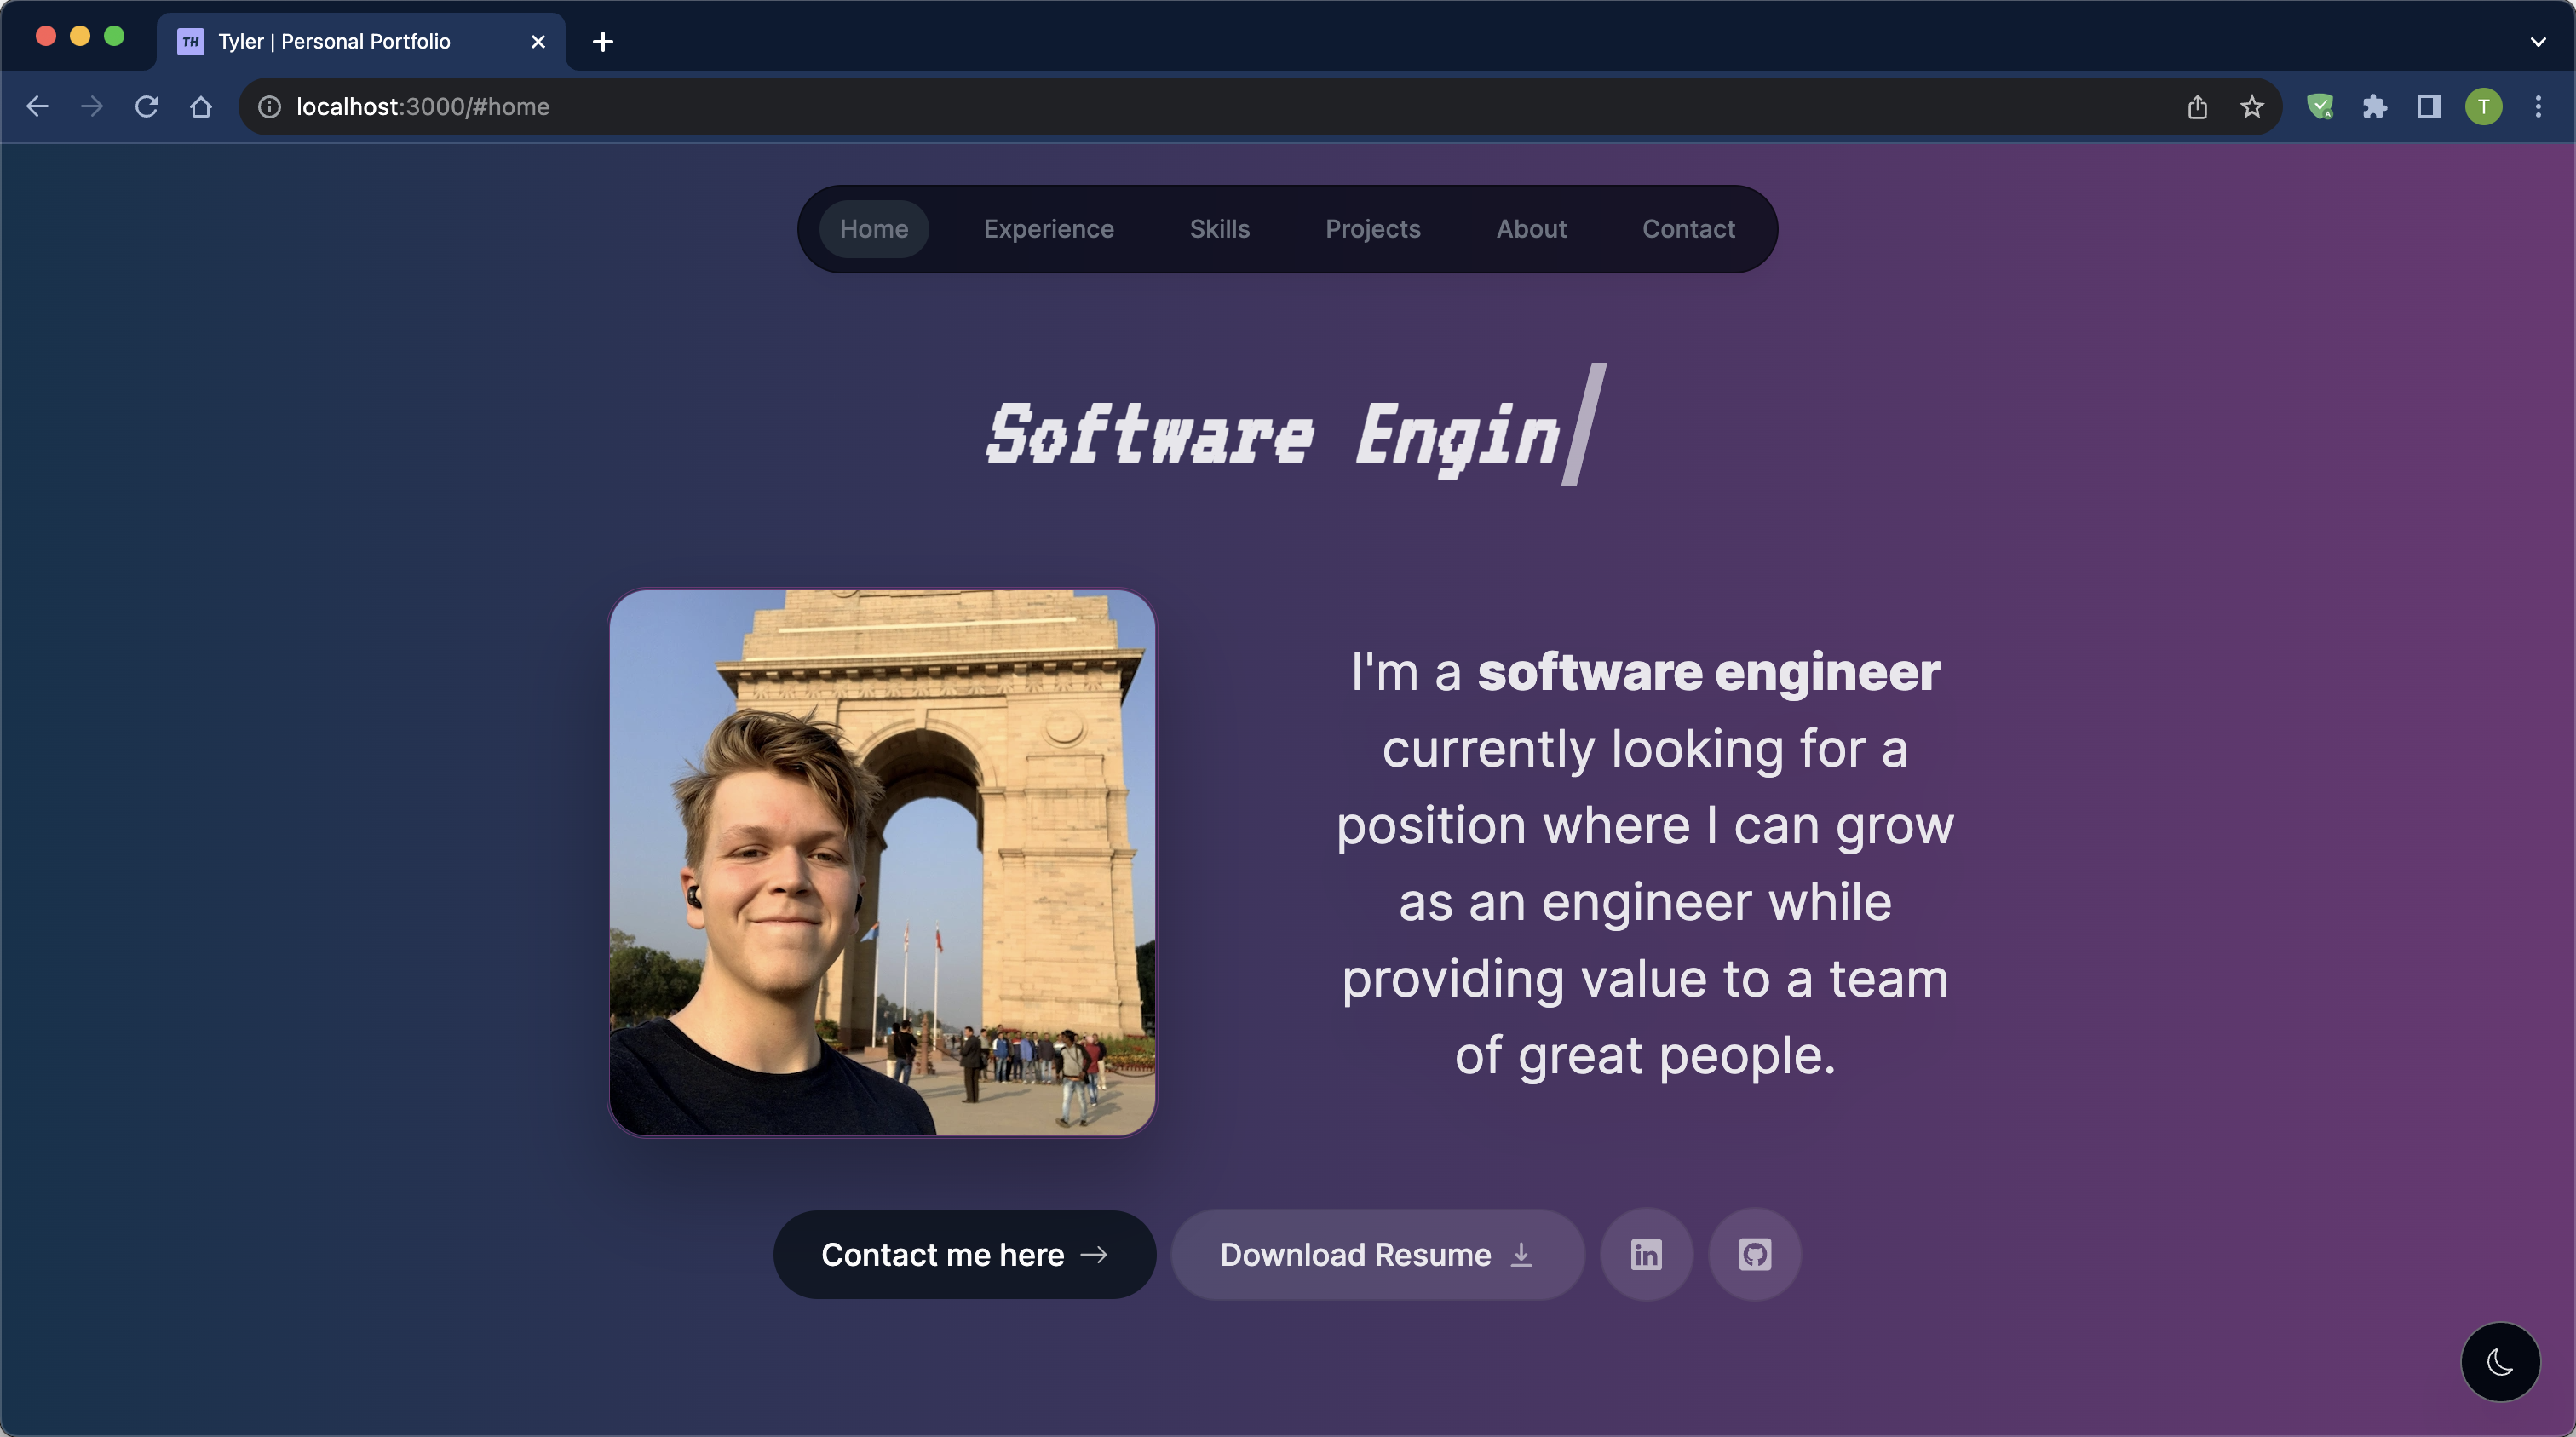 TH Tyler | Personal Portfolio
localhost:3000/#home
T
Home Experience Skills Projects About Contact
Software Engin
I'm a software engineer
currently looking for a
position where I can grow
as an engineer while
providing value to a team
of great people.
Contact me here → Download Resume in